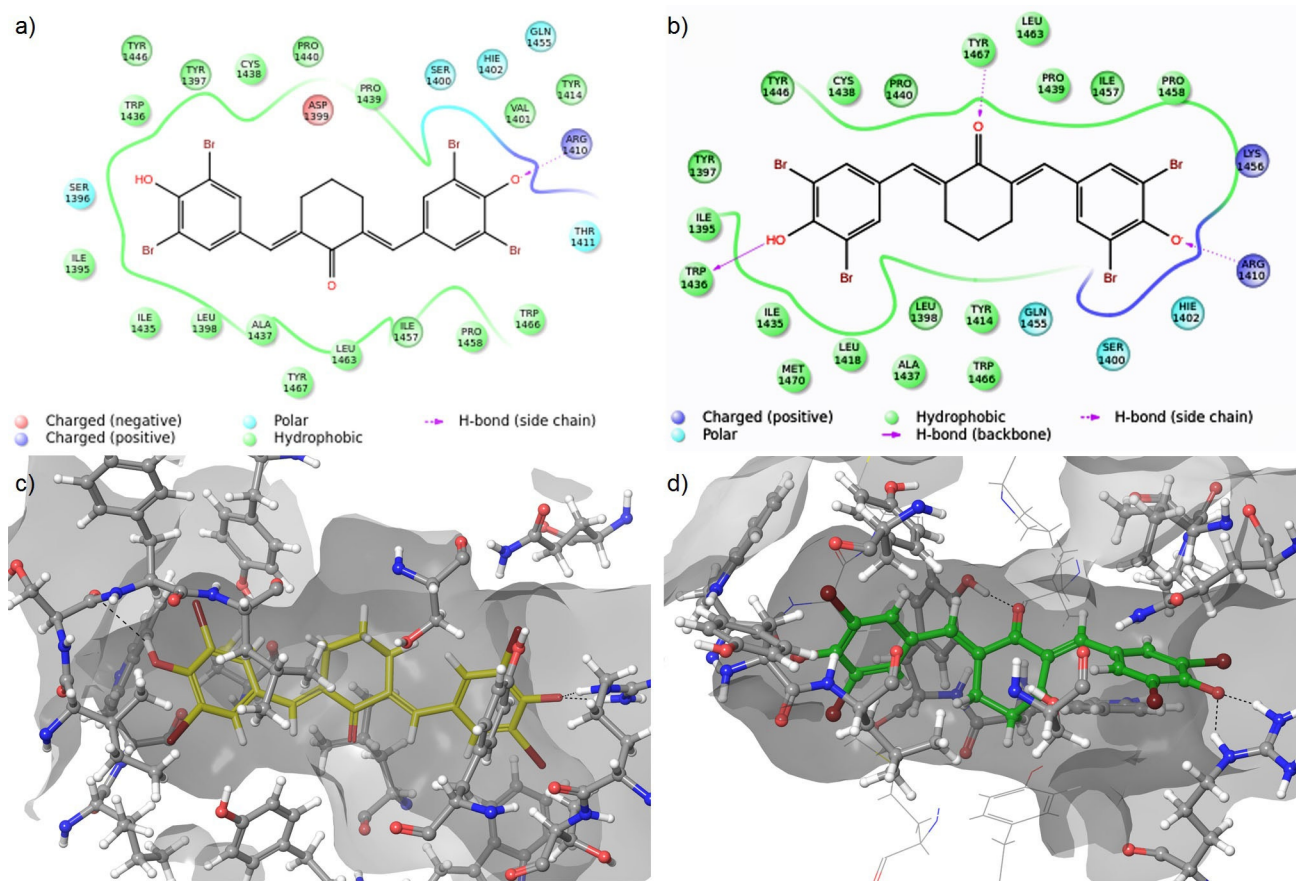 a)
TYR
1446
TYR
1397
CYS
1438
PRO
1440
GLN
1455
SER
1400
HIE
1402
TRP
1436
ASP
1399
PRO
1439
VAL
1401
TYR
1414
ARG
1410
Br
Br
HO
O-
SER
1396
Br
Br
O
THR
1411
ILE
1395
ILE
1435
LEU
1398
ALA
1437
LEU
1463
ILE
1457
PRO
1458
TRP
1466
TYR
1467
Charged (negative)
Charged (positive)
Polar
Hydrophobic
H-bond (side chain)
b)
LEU
1463
TYR
1467
TYR
1446
CYS
1438
PRO
1440
PRO
1439
ILE
1457
PRO
1458
O
LYS
1456
TYR
1397
Br
Br
ILE
1395
HO
O-
TRP
1436
Br
Br
ARG
1410
ILE
1435
LEU
1418
LEU
1398
TYR
1414
GLN
1455
HIE
1402
SER
1400
MET
1470
ALA
1437
TRP
1466
Charged (positive)
Polar
Hydrophobic
H-bond (backbone)
H-bond (side chain)
c)
d)